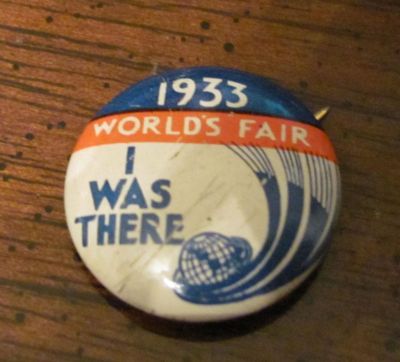 1933
WORLD'S FAIR
I
WAS
THERE